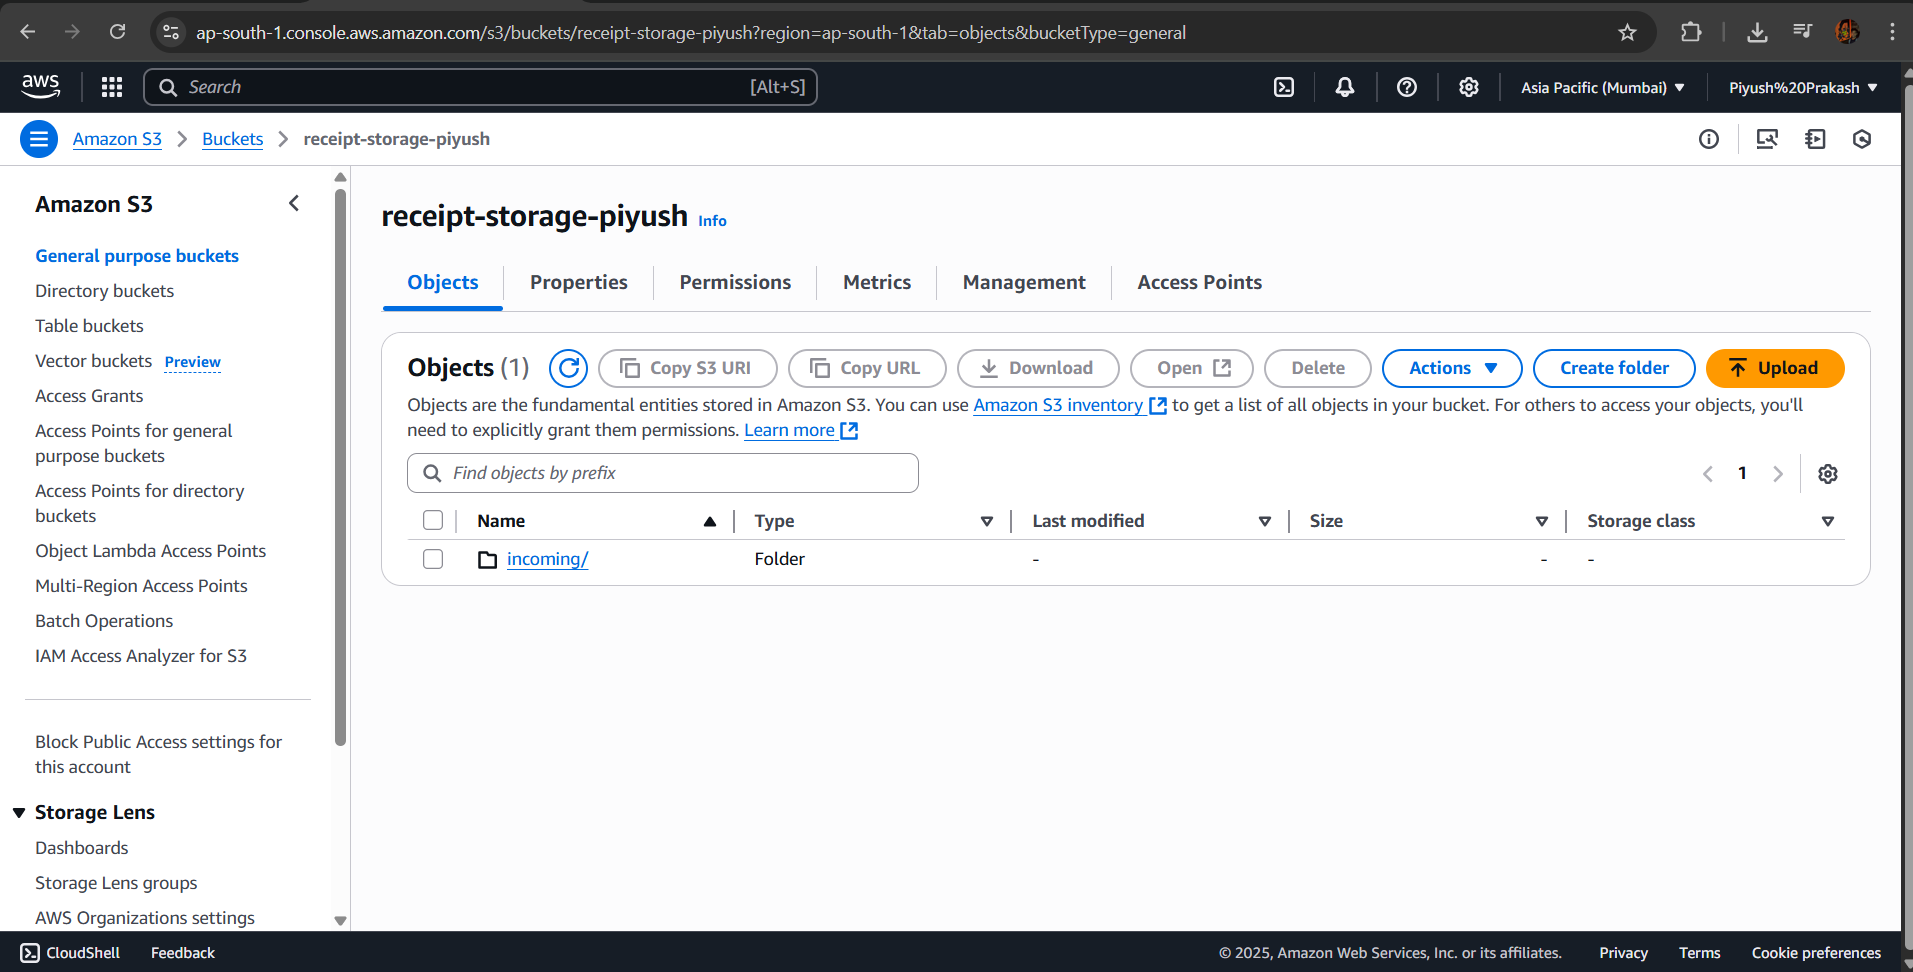 ap-south-1.console.aws.amazon.com/s3/buckets/receipt-storage-piyush?region=ap-south-1&tab=objects&bucketType=general
aws
Search [Alt+S]
Asia Pacific (Mumbai)
Piyush%20Prakash
Amazon S3
Buckets
receipt-storage-piyush
Amazon S3
General purpose buckets
Directory buckets
Table buckets
Vector buckets Preview
Access Grants
Access Points for general
purpose buckets
Access Points for directory
buckets
Object Lambda Access Points
Multi-Region Access Points
Batch Operations
IAM Access Analyzer for S3
Block Public Access settings for
this account
Storage Lens
Dashboards
Storage Lens groups
AWS Organizations settings
receipt-storage-piyush Info
Objects Properties Permissions Metrics Management Access Points
Objects (1) Copy S3 URI Copy URL Download Open Delete Actions Create folder Upload
Objects are the fundamental entities stored in Amazon S3. You can use Amazon S3 inventory to get a list of all objects in your bucket. For others to access your objects, you'll
need to explicitly grant them permissions. Learn more
Find objects by prefix
1
Name Type Last modified Size Storage class
incoming/ Folder - - -
CloudShell Feedback © 2025, Amazon Web Services, Inc. or its affiliates. Privacy Terms Cookie preferences